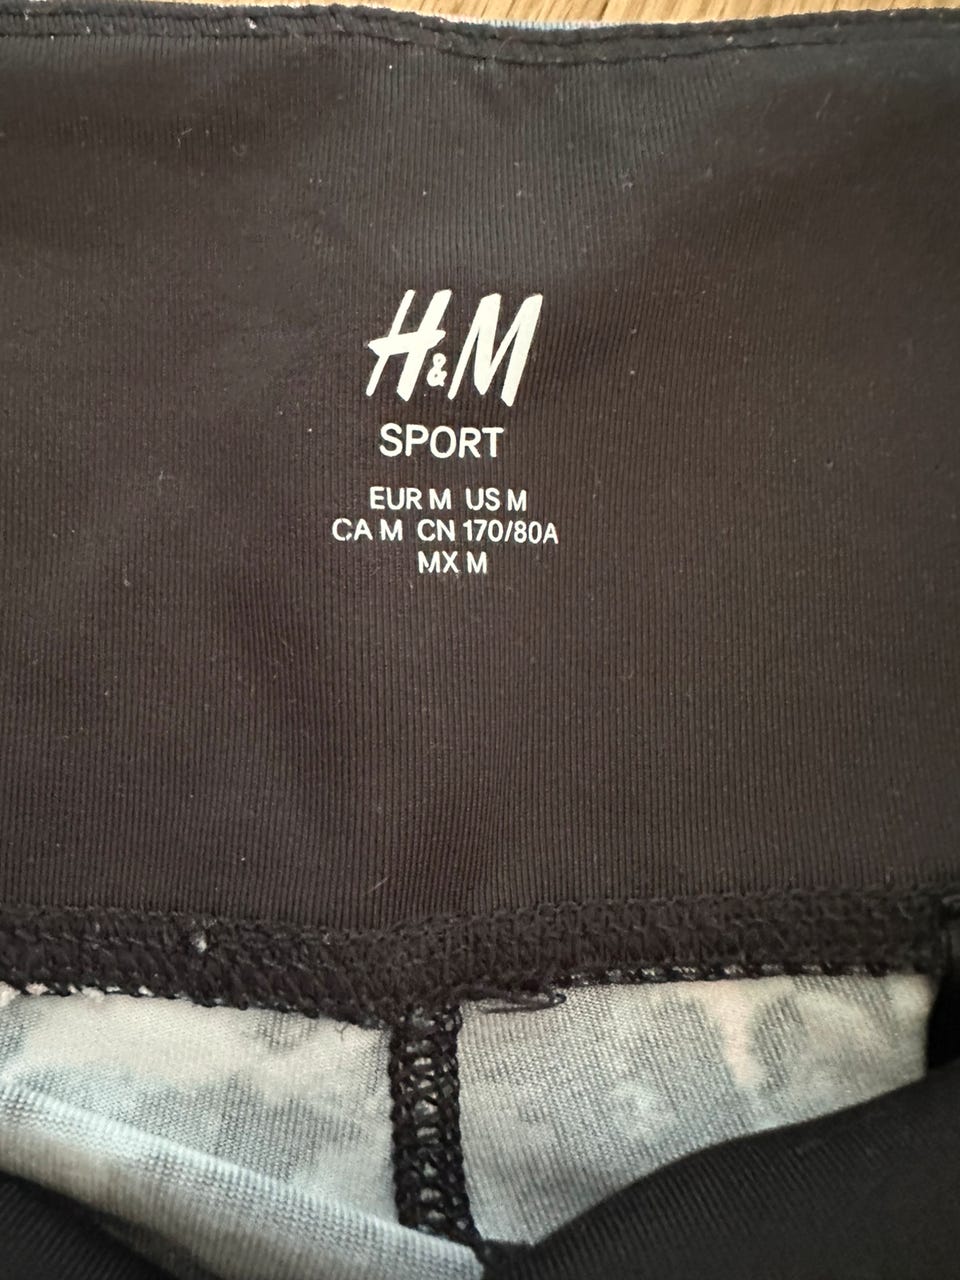 H&M
SPORT
EUR M US M
CA M CN 170/80A
MX M